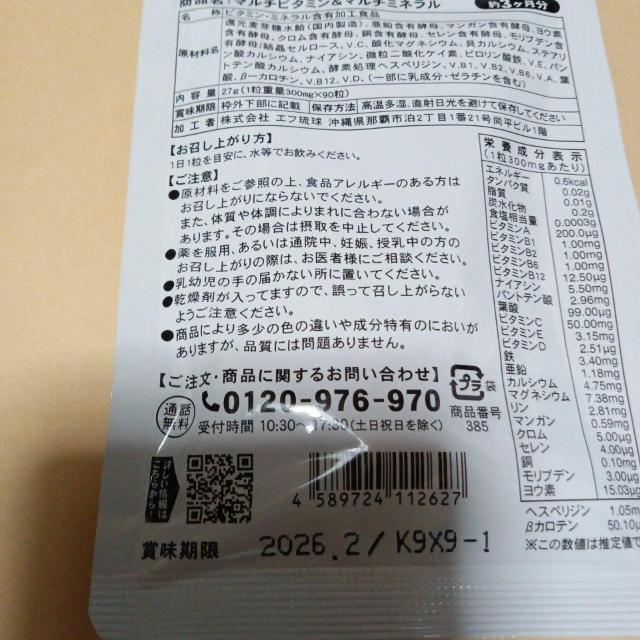 商品名:マルチビタミン&マルチミネラル
約3ヶ月分
名称 ビタミン・ミネラル含有加工食品
原材料名
還元麦芽糖水飴(国内製造)、亜鉛含有酵母、マンガン含有酵母、ヨウ素
含有酵母、クロム含有酵母、銅含有酵母、セレン含有酵母、モリブデン含
有酵母/結晶セルロース、V.C、酸化マグネシウム、貝カルシウム、ステアリン
酸カルシウム、ナイアシン、微粒二酸化ケイ素、ピロリン酸鉄、V.E、パン
トテン酸カルシウム、酵素処理ヘスペリジン、V.B1、V.B2、V.B6、V.A、葉
酸、β-カロチン、V.B12、V.D、(一部に乳成分・ゼラチンを含む)
内容量 27g(1粒重量300mg×90粒)
賞味期限 枠外下部に記載 保存方法 高温多湿、直射日光を避けて保存してください
加工者 株式会社 エフ琉球 沖縄県那覇市泊2丁目1番21号尚平ビル1階
【お召し上がり方】
1日1粒を目安に、水等でお飲みください。
【ご注意】
●原材料をご参照の上、食品アレルギーのある方は
お召し上がりにならないでください。
また、体質や体調によりまれに合わない場合が
あります。その場合は摂取を中止してください。
●薬を服用、あるいは通院中、妊娠、授乳中の方の
お召し上がりの際は、お医者様にご相談ください。
●乳幼児の手の届かない所に置いてください。
●乾燥剤が入ってますので、誤って召し上がらない
ようご注意ください。
●商品により多少の色の違いや成分特有のにおいが
ありますが、品質には問題ありません。
【ご注文・商品に関するお問い合わせ】
通話無料
0120-976-970
受付時間 10:30〜17:30(土日祝日を除く)
プラ 袋
商品番号
385
栄養成分表示
(1粒300mgあたり)
エネルギー 0.6kcal
タンパク質 0.02g
脂質 0.01g
炭水化物 0.2g
食塩相当量 0.0003g
ビタミンA 200.0μg
ビタミンB1 1.00mg
ビタミンB2 1.00mg
ビタミンB6 1.00mg
ビタミンB12 12.50μg
ナイアシン 5.50mg
パントテン酸 2.96mg
葉酸 99.00μg
ビタミンC 50.00mg
ビタミンE 3.15mg
ビタミンD 2.51μg
鉄 3.40mg
亜鉛 1.18mg
カルシウム 4.75mg
マグネシウム 7.38mg
リン 2.81mg
マンガン 0.59mg
クロム 5.00μg
セレン 4.00μg
銅 0.10mg
モリブデン 3.00μg
ヨウ素 15.03μg
ヘスペリジン 1.05m
βカロテン 50.10μ
※この数値は推定値で
詳しい情報は
こちらから!
4 589724 112627
賞味期限 2026.2/K9X9-1